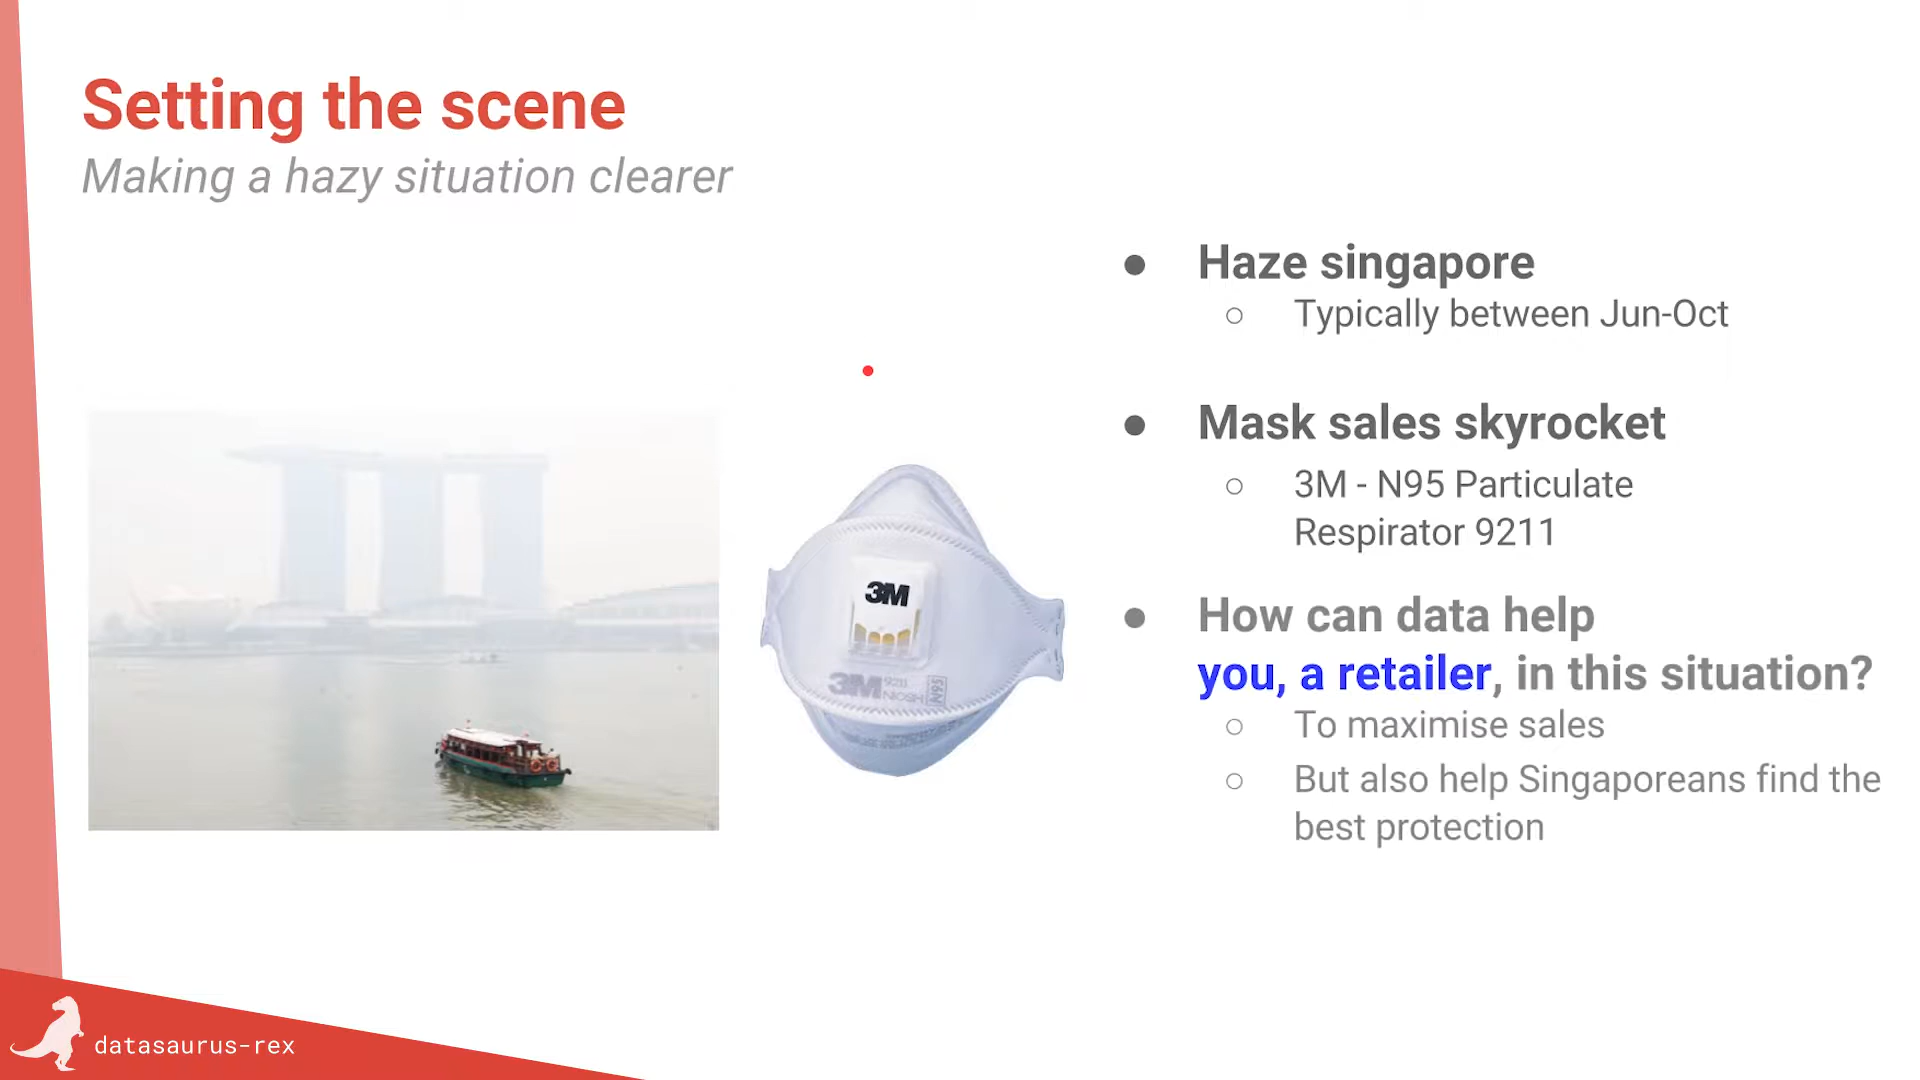 Setting the scene
Making a hazy situation clearer
Haze singapore
Typically between Jun-Oct
Mask sales skyrocket
3M - N95 Particulate
Respirator 9211
How can data help
you, a retailer, in this situation?
To maximise sales
But also help Singaporeans find the
best protection
3M
3M 9211
NIOSH N95
datasaurus-rex